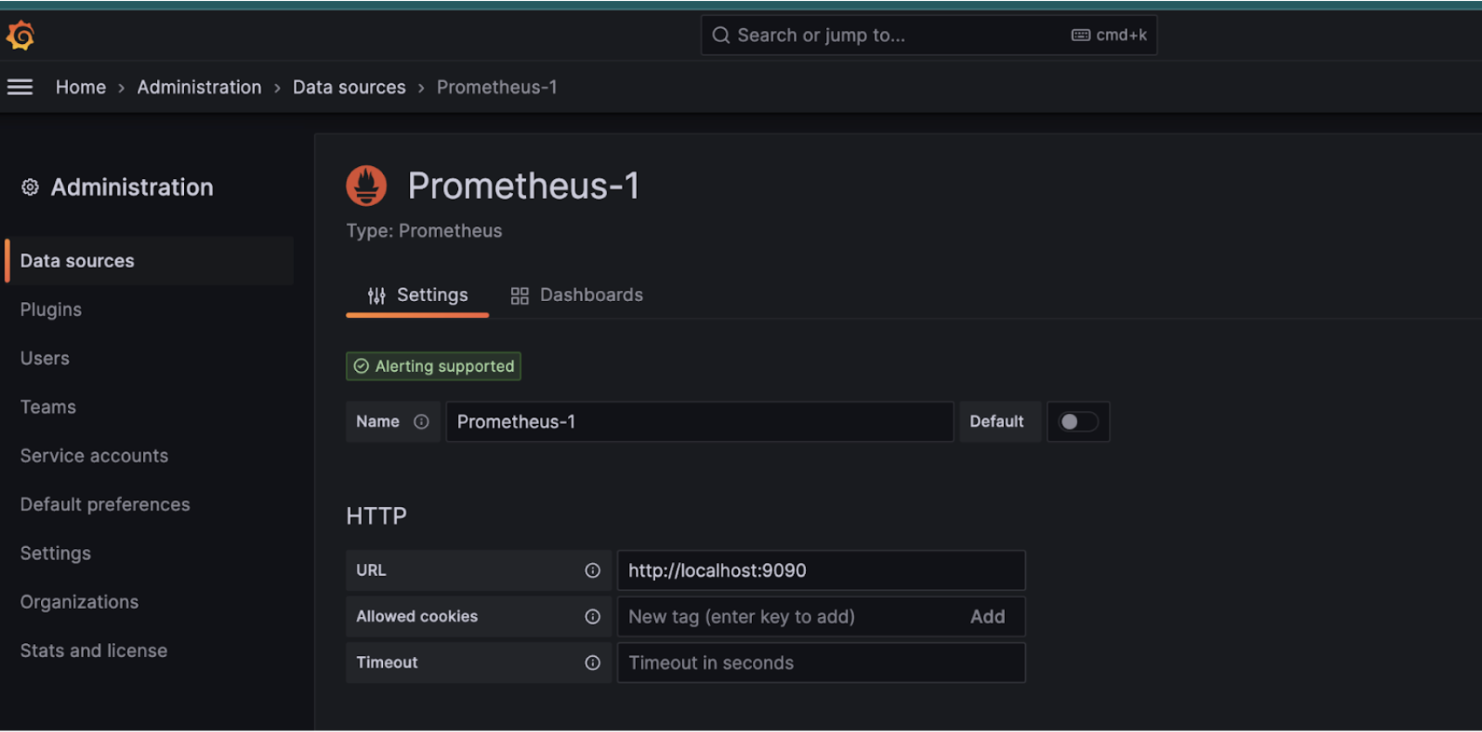 Search or jump to... cmd+k
Home › Administration › Data sources › Prometheus-1
Administration
Data sources
Plugins
Users
Teams
Service accounts
Default preferences
Settings
Organizations
Stats and license
Prometheus-1
Type: Prometheus
Settings Dashboards
Alerting supported
Name Prometheus-1 Default
HTTP
URL http://localhost:9090
Allowed cookies New tag (enter key to add) Add
Timeout Timeout in seconds